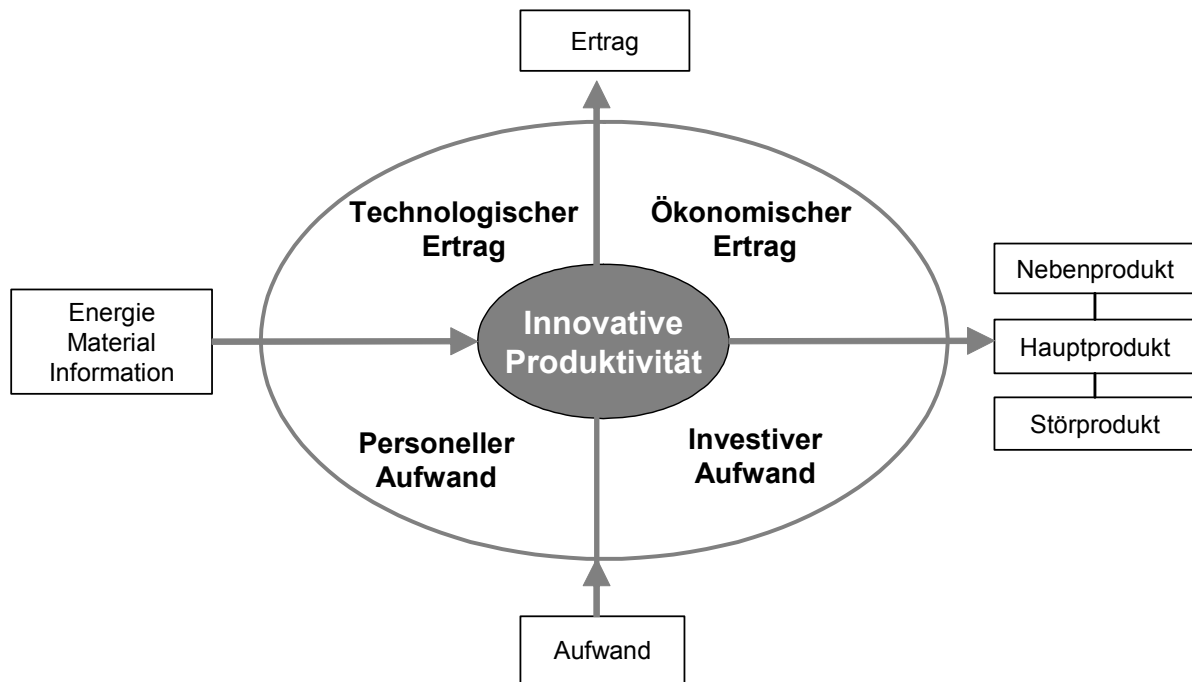 Ertrag
Technologischer
Ertrag
Ökonomischer
Ertrag
Energie
Material
Information
Innovative
Produktivität
Nebenprodukt
Hauptprodukt
Störprodukt
Personeller
Aufwand
Investiver
Aufwand
Aufwand